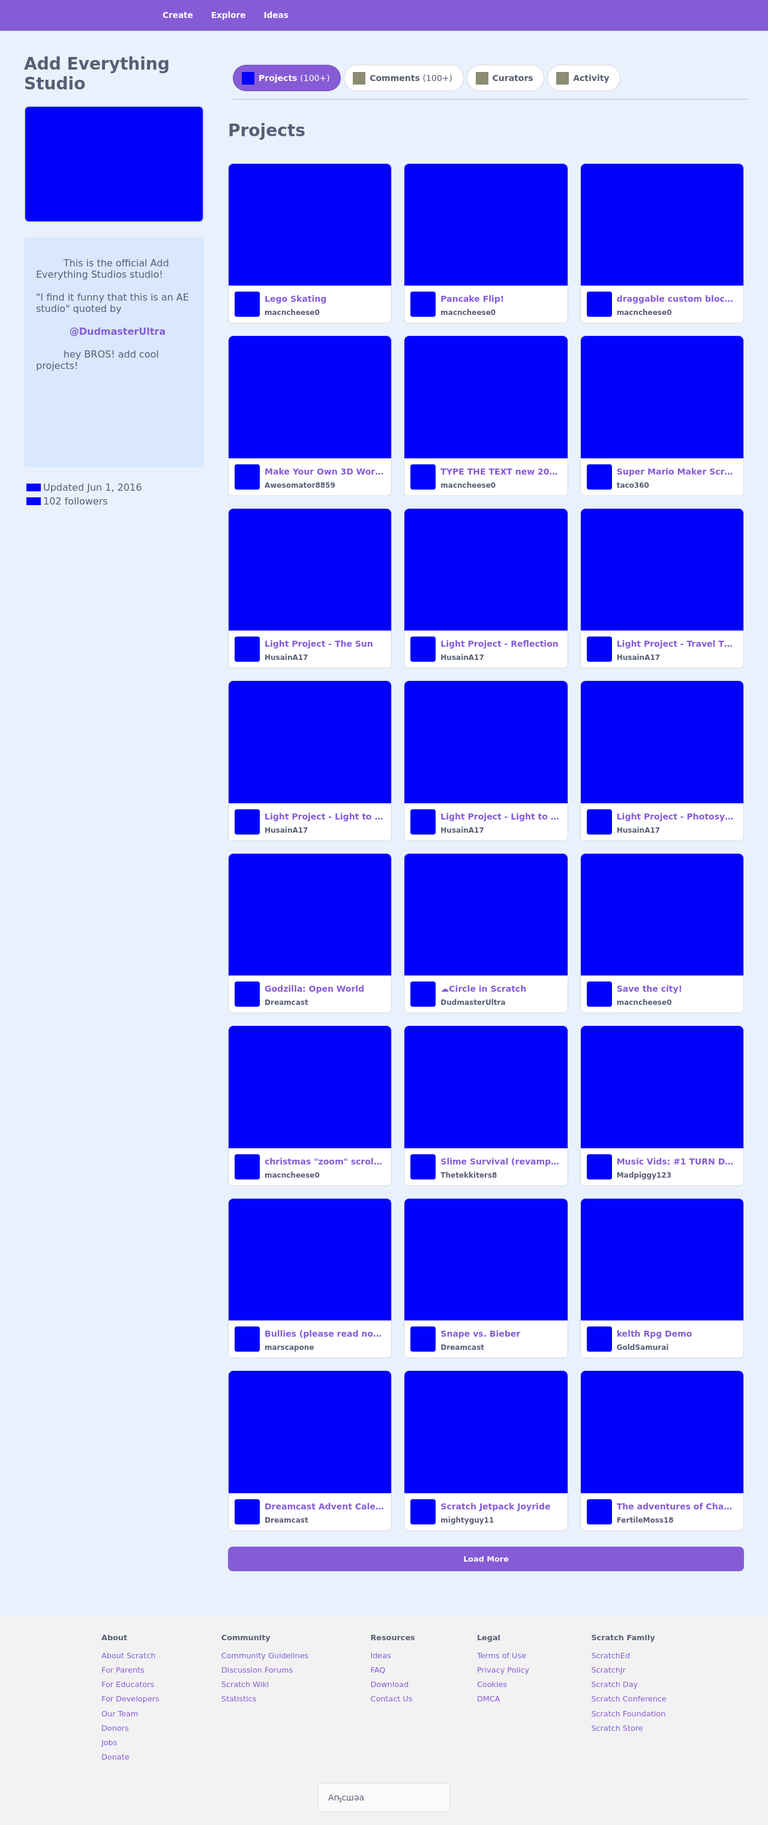 Create Explore Ideas
Add Everything
Studio
Projects (100+) Comments (100+) Curators Activity
Projects
This is the official Add
Everything Studios studio!
"I find it funny that this is an AE
studio" quoted by
@DudmasterUltra
hey BROS! add cool
projects!
Updated Jun 1, 2016
102 followers
Lego Skating
macncheese0
Pancake Flip!
macncheese0
draggable custom bloc...
macncheese0
Make Your Own 3D Wor...
Awesomator8859
TYPE THE TEXT new 20...
macncheese0
Super Mario Maker Scr...
taco360
Light Project - The Sun
HusainA17
Light Project - Reflection
HusainA17
Light Project - Travel T...
HusainA17
Light Project - Light to ...
HusainA17
Light Project - Light to ...
HusainA17
Light Project - Photosy...
HusainA17
Godzilla: Open World
Dreamcast
☁Circle in Scratch
DudmasterUltra
Save the city!
macncheese0
christmas "zoom" scrol...
macncheese0
Slime Survival (revamp...
Thetekkiters8
Music Vids: #1 TURN D...
Madpiggy123
Bullies (please read no...
marscapone
Snape vs. Bieber
Dreamcast
kelth Rpg Demo
GoldSamurai
Dreamcast Advent Cale...
Dreamcast
Scratch Jetpack Joyride
mightyguy11
The adventures of Cha...
FertileMoss18
Load More
About
About Scratch
For Parents
For Educators
For Developers
Our Team
Donors
Jobs
Donate
Community
Community Guidelines
Discussion Forums
Scratch Wiki
Statistics
Resources
Ideas
FAQ
Download
Contact Us
Legal
Terms of Use
Privacy Policy
Cookies
DMCA
Scratch Family
ScratchEd
ScratchJr
Scratch Day
Scratch Conference
Scratch Foundation
Scratch Store
Аҧсшәа